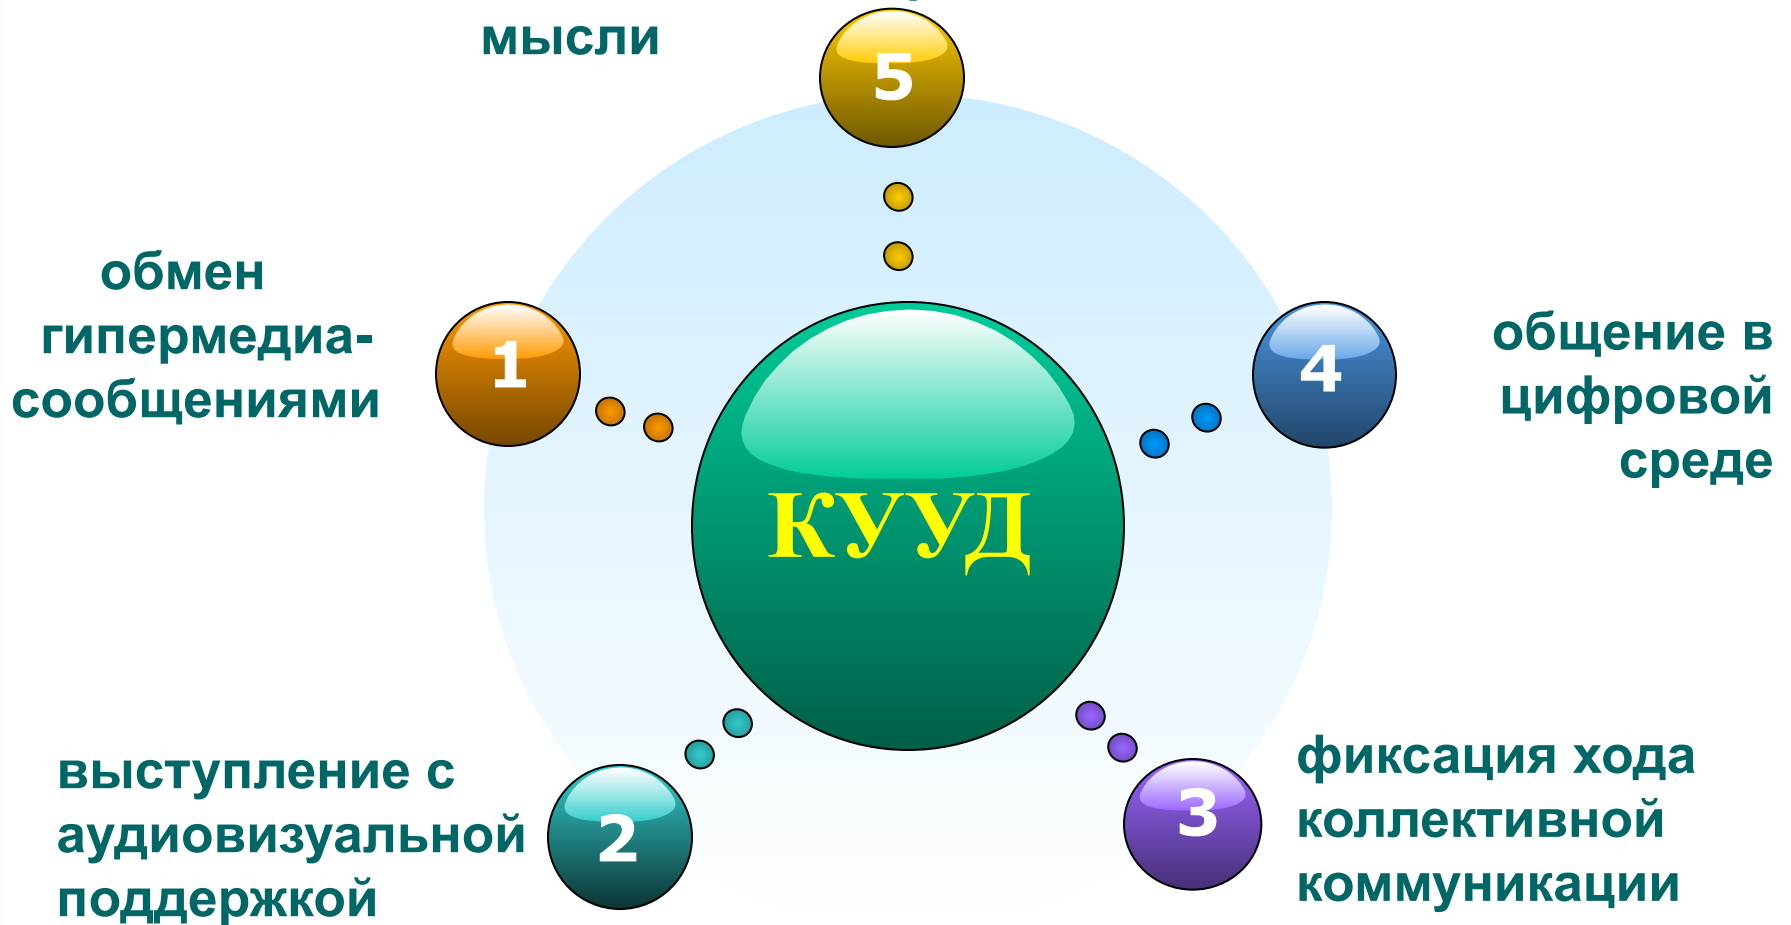 мысли
5
обмен
гипермедиа-
сообщениями
1
4
общение в
цифровой
среде
КУУД
выступление с
аудиовизуальной
поддержкой
2
3
фиксация хода
коллективной
коммуникации